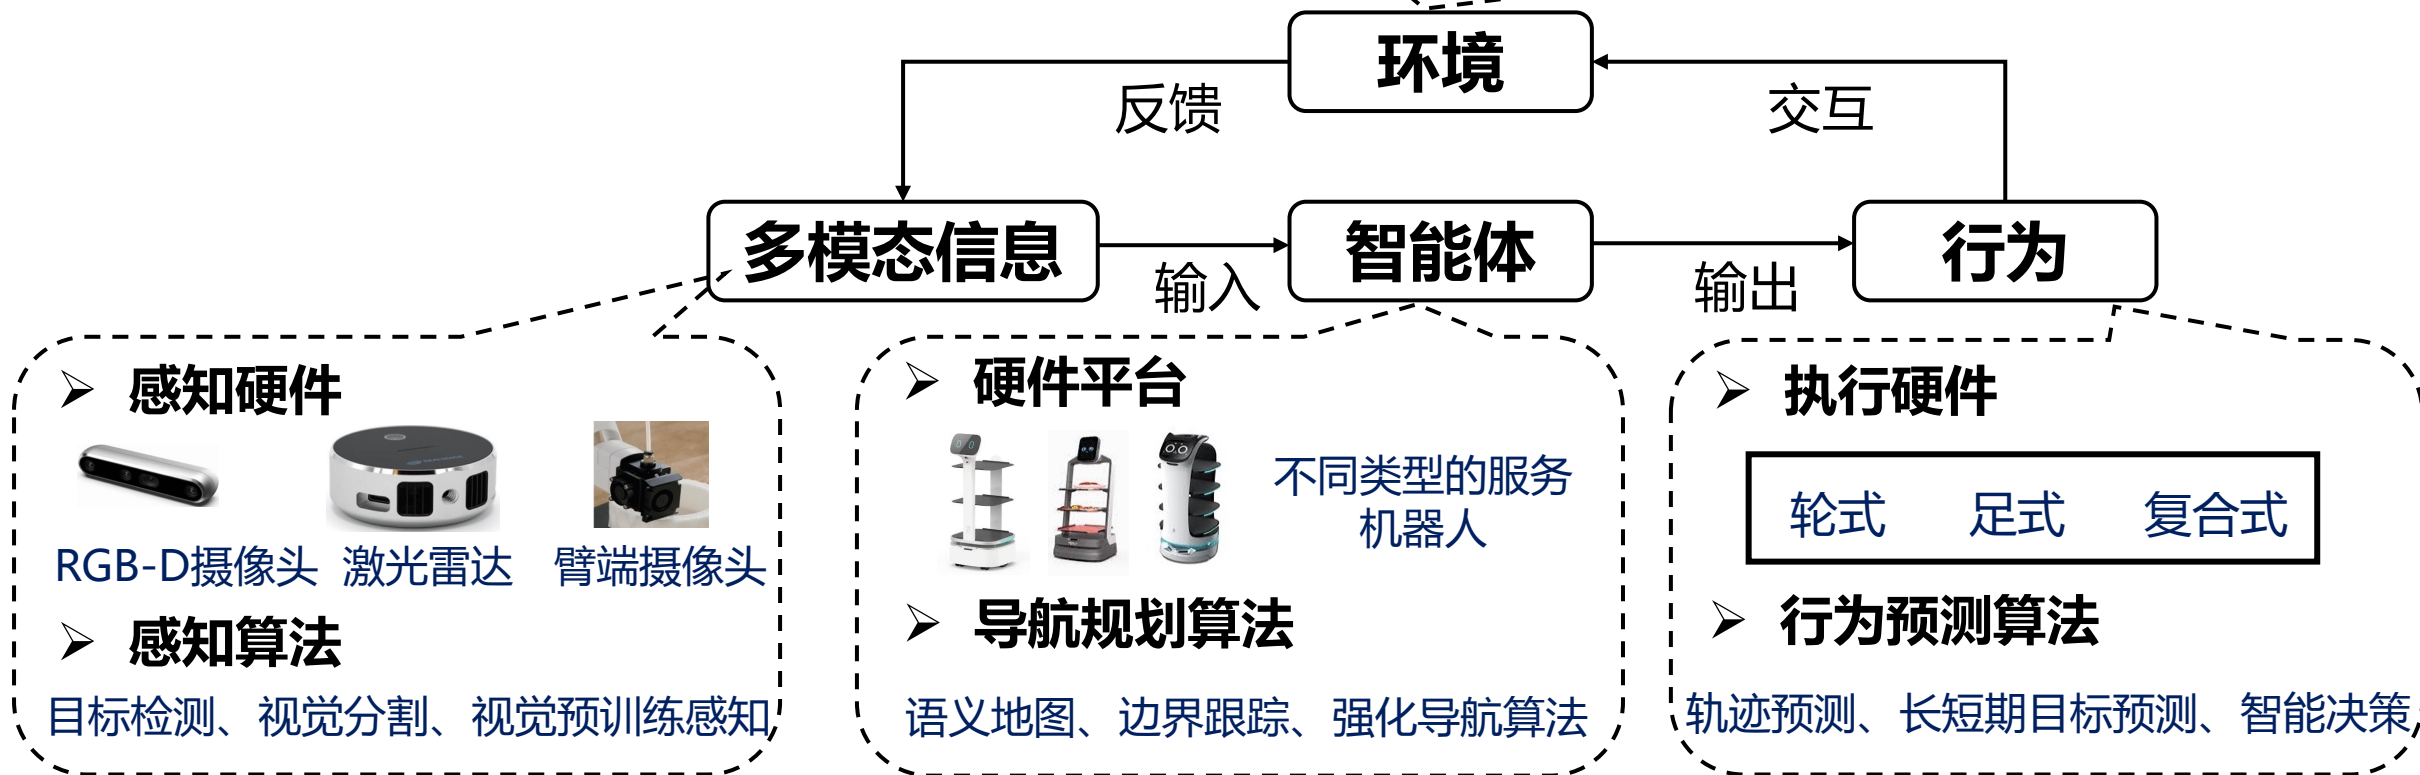 环境
反馈
交互
多模态信息
智能体
行为
输入
输出
感知硬件
RGB-D摄像头 激光雷达 臂端摄像头
感知算法
目标检测、视觉分割、视觉预训练感知
硬件平台
不同类型的服务
机器人
导航规划算法
语义地图、边界跟踪、强化导航算法
执行硬件
轮式 足式 复合式
行为预测算法
轨迹预测、长短期目标预测、智能决策